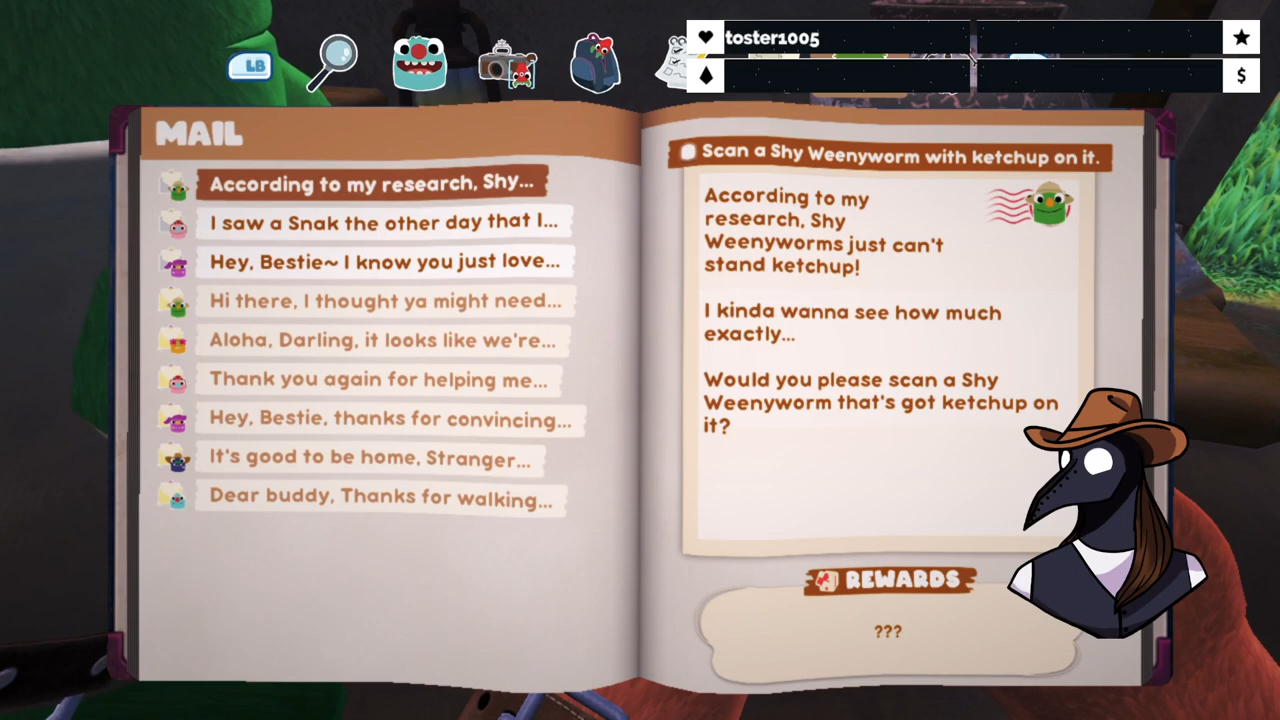 LB
toster1005
$
MAIL
According to my research, Shy...
I saw a Snak the other day that I...
Hey, Bestie~ I know you just love...
Hi there, I thought ya might need...
Aloha, Darling, it looks like we're...
Thank you again for helping me...
Hey, Bestie, thanks for convincing...
It's good to be home, Stranger...
Dear buddy, Thanks for walking...
Scan a Shy Weenyworm with ketchup on it.
According to my
research, Shy
Weenyworms just can't
stand ketchup!
I kinda wanna see how much
exactly...
Would you please scan a Shy
Weenyworm that's got ketchup on
it?
REWARDS
???